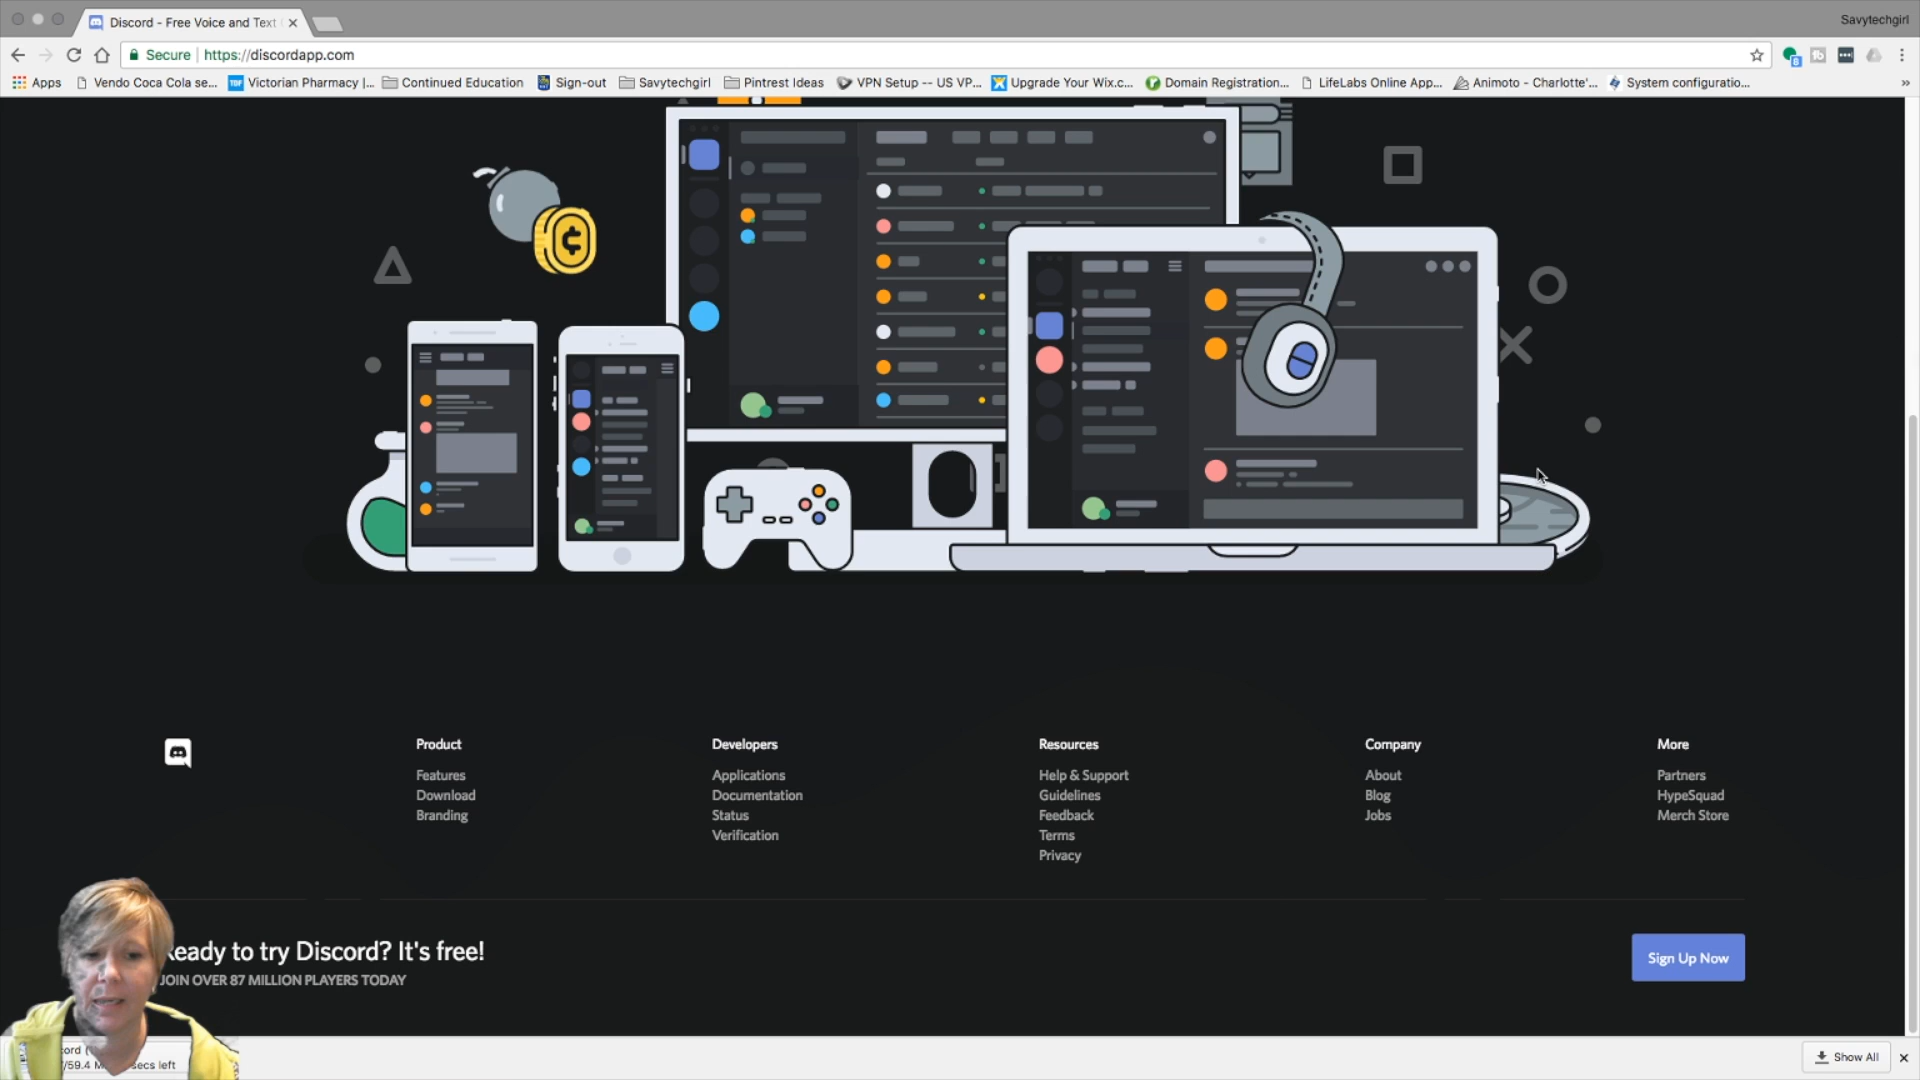 Discord - Free Voice and Text
Savytechgirl
Secure
https://discordapp.com
Apps
Vendo Coca Cola se...
Victorian Pharmacy |...
Continued Education
Sign-out
Savytechgirl
Pintrest Ideas
VPN Setup -- US VP...
Upgrade Your Wix.c...
Domain Registration...
LifeLabs Online App...
Animoto - Charlotte'...
System configuratio...
»
Product
Features
Download
Branding
Developers
Applications
Documentation
Status
Verification
Resources
Help & Support
Guidelines
Feedback
Terms
Privacy
Company
About
Blog
Jobs
More
Partners
HypeSquad
Merch Store
Ready to try Discord? It's free!
JOIN OVER 87 MILLION PLAYERS TODAY
Sign Up Now
/59.4 M
secs left
Show All